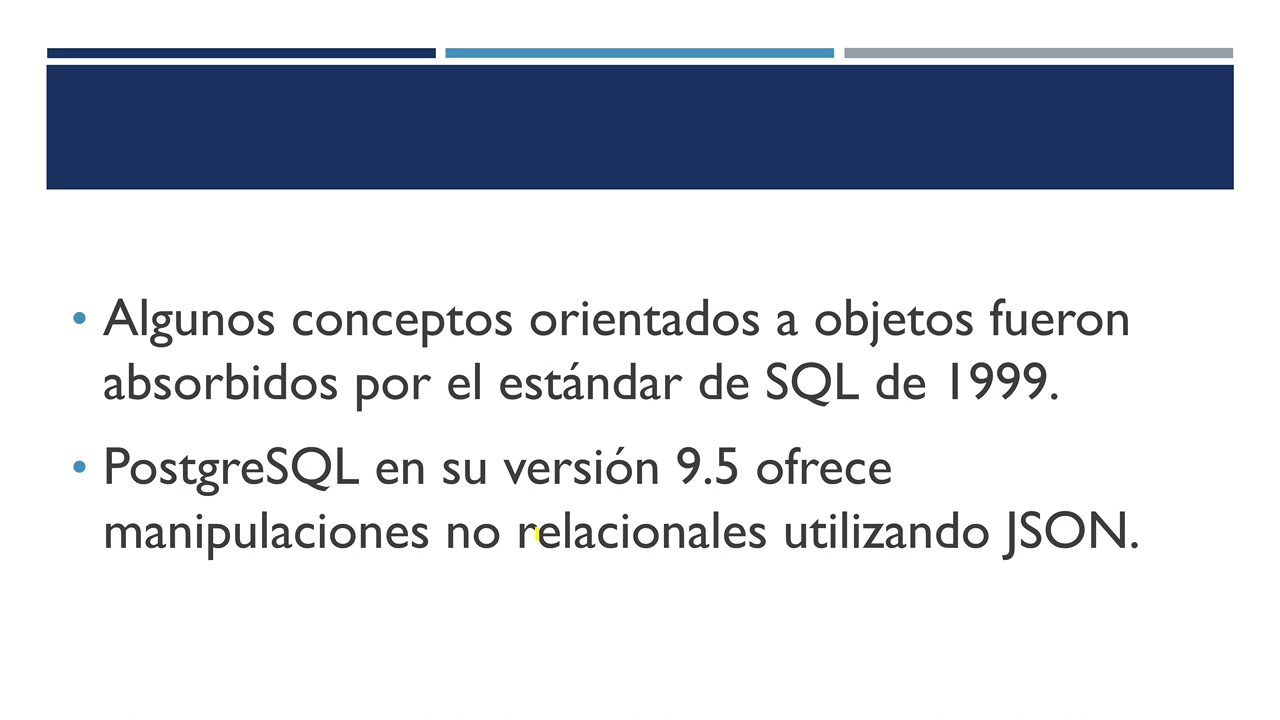 • Algunos conceptos orientados a objetos fueron
absorbidos por el estándar de SQL de 1999.
• PostgreSQL en su versión 9.5 ofrece
manipulaciones no relacionales utilizando JSON.